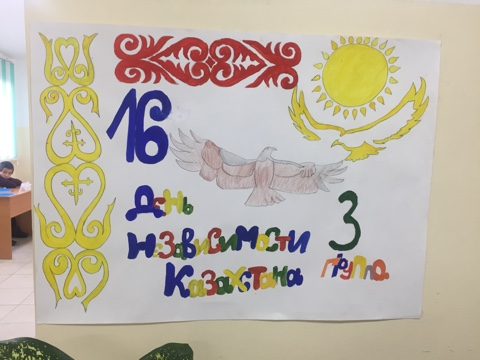 16
День
Независимости
Казахстана
3
группа